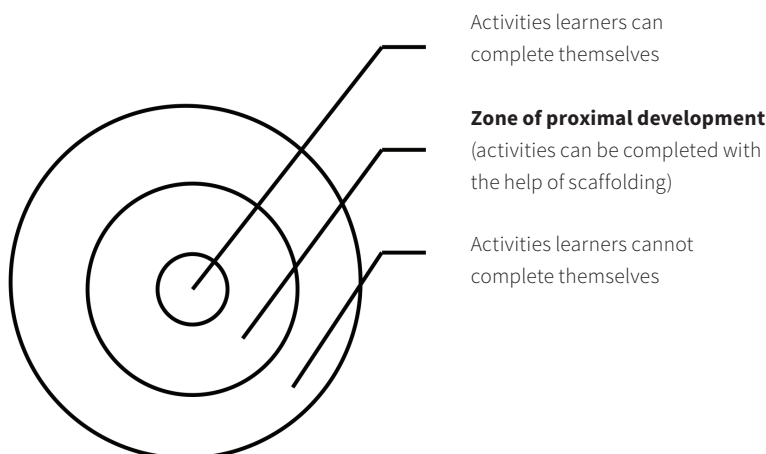 Activities learners can
complete themselves
Zone of proximal development
(activities can be completed with
the help of scaffolding)
Activities learners cannot
complete themselves